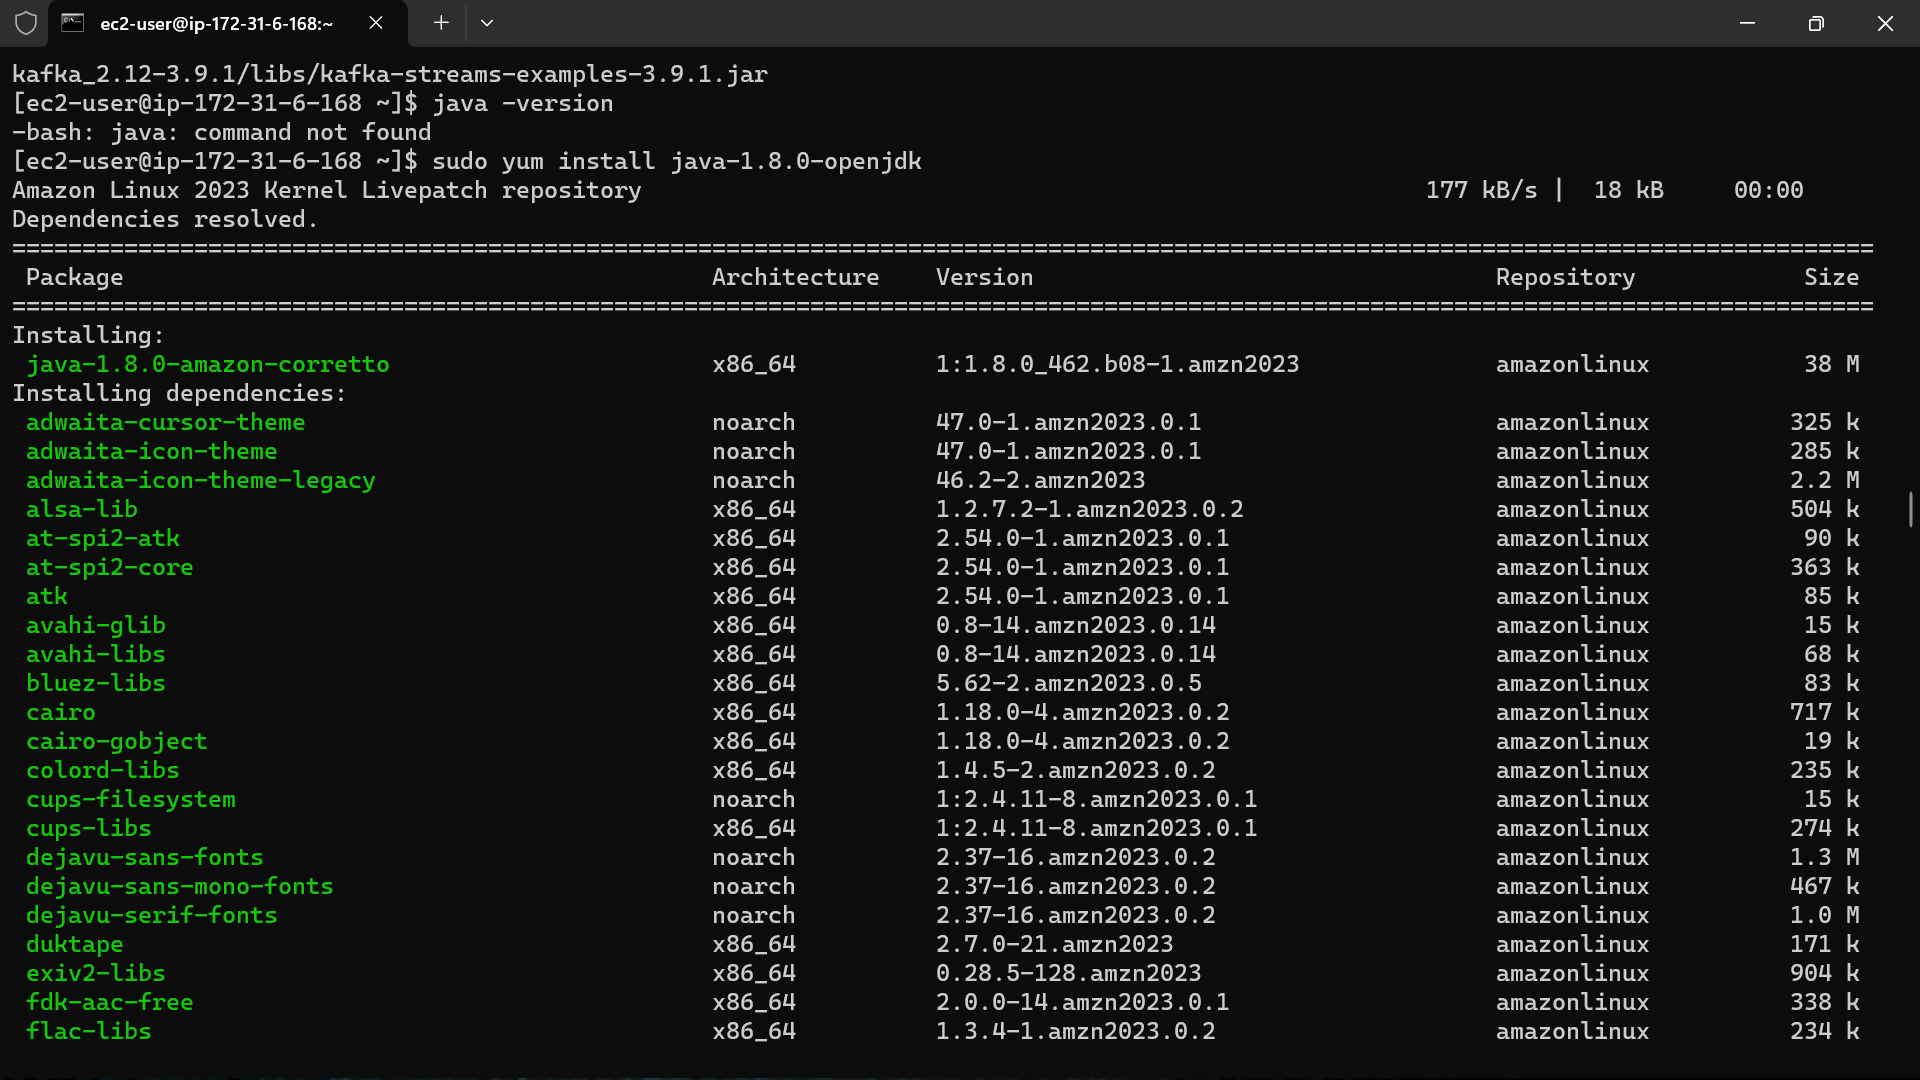 ec2-user@ip-172-31-6-168:~
kafka_2.12-3.9.1/libs/kafka-streams-examples-3.9.1.jar
[ec2-user@ip-172-31-6-168 ~]$ java -version
-bash: java: command not found
[ec2-user@ip-172-31-6-168 ~]$ sudo yum install java-1.8.0-openjdk
Amazon Linux 2023 Kernel Livepatch repository 177 kB/s | 18 kB 00:00
Dependencies resolved.
=====================================================================================================================================
Package Architecture Version Repository Size
=====================================================================================================================================
Installing:
java-1.8.0-amazon-corretto x86_64 1:1.8.0_462.b08-1.amzn2023 amazonlinux 38 M
Installing dependencies:
adwaita-cursor-theme noarch 47.0-1.amzn2023.0.1 amazonlinux 325 k
adwaita-icon-theme noarch 47.0-1.amzn2023.0.1 amazonlinux 285 k
adwaita-icon-theme-legacy noarch 46.2-2.amzn2023 amazonlinux 2.2 M
alsa-lib x86_64 1.2.7.2-1.amzn2023.0.2 amazonlinux 504 k
at-spi2-atk x86_64 2.54.0-1.amzn2023.0.1 amazonlinux 90 k
at-spi2-core x86_64 2.54.0-1.amzn2023.0.1 amazonlinux 363 k
atk x86_64 2.54.0-1.amzn2023.0.1 amazonlinux 85 k
avahi-glib x86_64 0.8-14.amzn2023.0.14 amazonlinux 15 k
avahi-libs x86_64 0.8-14.amzn2023.0.14 amazonlinux 68 k
bluez-libs x86_64 5.62-2.amzn2023.0.5 amazonlinux 83 k
cairo x86_64 1.18.0-4.amzn2023.0.2 amazonlinux 717 k
cairo-gobject x86_64 1.18.0-4.amzn2023.0.2 amazonlinux 19 k
colord-libs x86_64 1.4.5-2.amzn2023.0.2 amazonlinux 235 k
cups-filesystem noarch 1:2.4.11-8.amzn2023.0.1 amazonlinux 15 k
cups-libs x86_64 1:2.4.11-8.amzn2023.0.1 amazonlinux 274 k
dejavu-sans-fonts noarch 2.37-16.amzn2023.0.2 amazonlinux 1.3 M
dejavu-sans-mono-fonts noarch 2.37-16.amzn2023.0.2 amazonlinux 467 k
dejavu-serif-fonts noarch 2.37-16.amzn2023.0.2 amazonlinux 1.0 M
duktape x86_64 2.7.0-21.amzn2023 amazonlinux 171 k
exiv2-libs x86_64 0.28.5-128.amzn2023 amazonlinux 904 k
fdk-aac-free x86_64 2.0.0-14.amzn2023.0.1 amazonlinux 338 k
flac-libs x86_64 1.3.4-1.amzn2023.0.2 amazonlinux 234 k